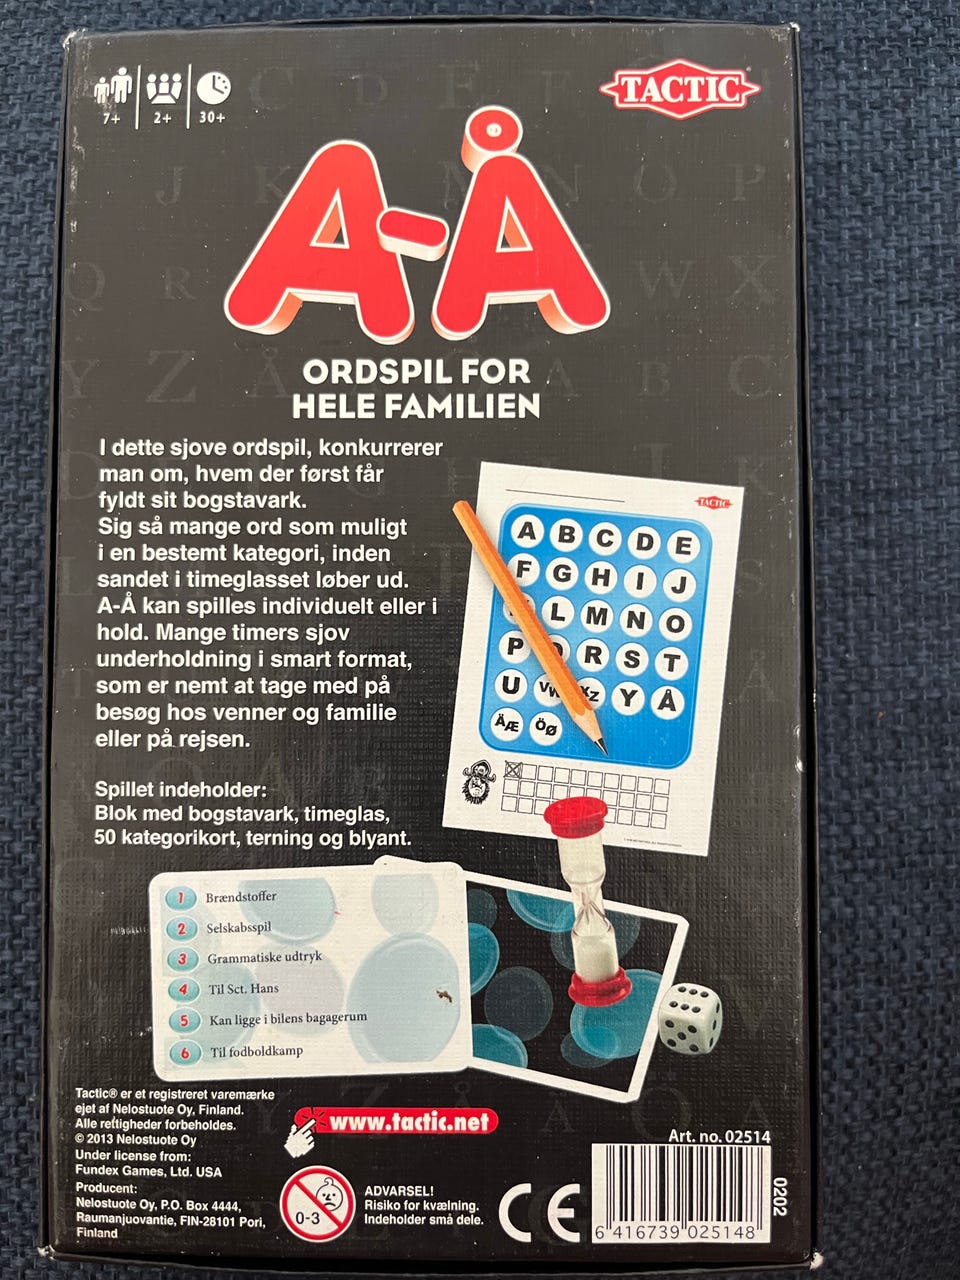 7+ 2+ 30+
TACTIC
A-Å
ORDSPIL FOR
HELE FAMILIEN
I dette sjove ordspil, konkurrerer
man om, hvem der først får
fyldt sit bogstavark.
Sig så mange ord som muligt
i en bestemt kategori, inden
sandet i timeglasset løber ud.
A-Å kan spilles individuelt eller i
hold. Mange timers sjov
underholdning i smart format,
som er nemt at tage med på
besøg hos venner og familie
eller på rejsen.
Spillet indeholder:
Blok med bogstavark, timeglas,
50 kategorikort, terning og blyant.
TACTIC
A B C D E
F G H I J
L M N O
P R S T
U VW XZ Y Å
ÄÆ ÖØ
1 Brændstoffer
2 Selskabsspil
3 Grammatiske udtryk
4 Til Sct. Hans
5 Kan ligge i bilens bagagerum
6 Til fodboldkamp
Tactic® er et registreret varemærke
ejet af Nelostuote Oy, Finland.
Alle rettigheder forbeholdes.
© 2013 Nelostuote Oy
Under license from:
Fundex Games, Ltd. USA
Producent:
Nelostuote Oy, P.O. Box 4444,
Raumanjuovantie, FIN-28101 Pori,
Finland
www.tactic.net
0-3
ADVARSEL!
Risiko for kvælning.
Indeholder små dele.
CE
Art. no. 02514
6 416739 025148
0202